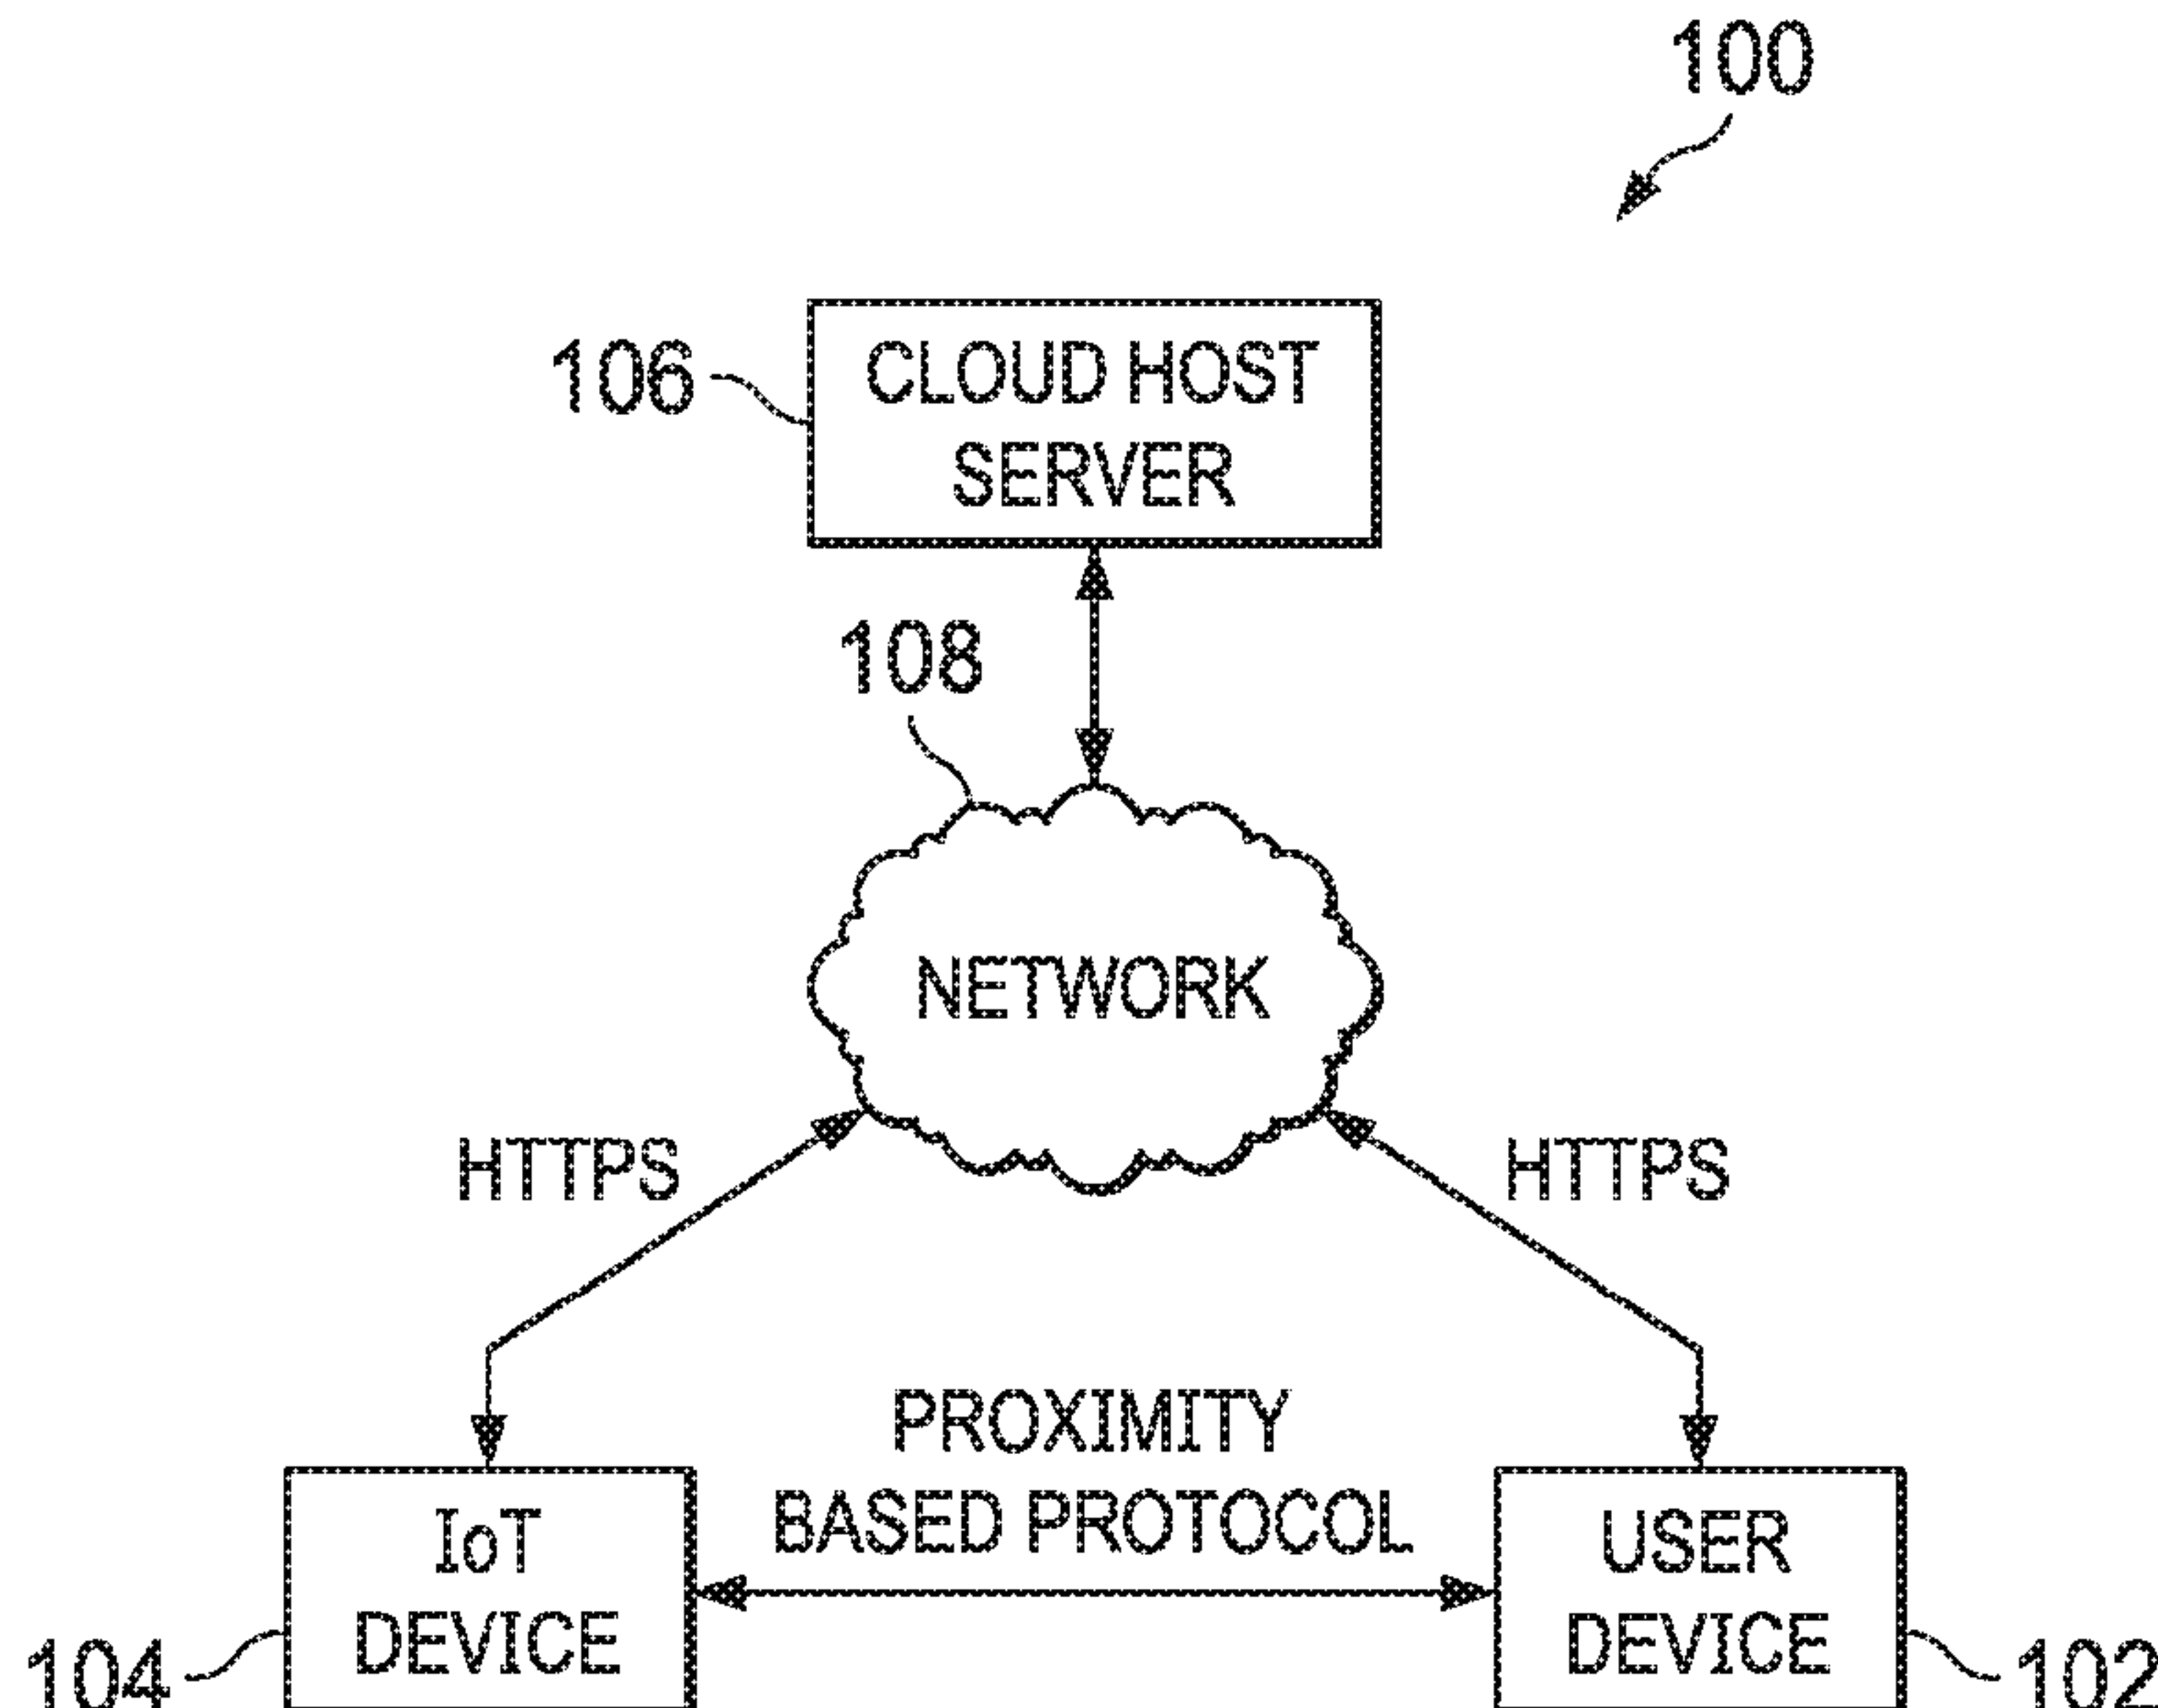 100
106
CLOUD HOST
SERVER
108
NETWORK
HTTPS
HTTPS
PROXIMITY
BASED PROTOCOL
IoT
DEVICE
USER
DEVICE
104
102